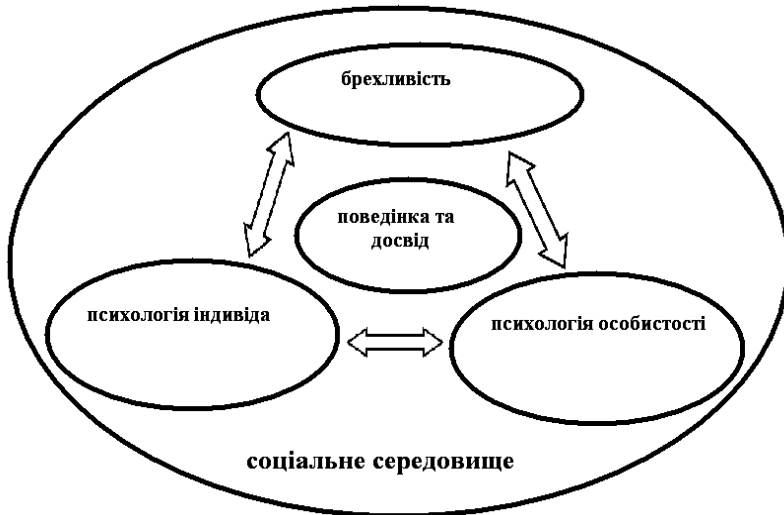 брехливість
поведінка та
досвід
психологія індивіда
психологія особистості
соціальне середовище